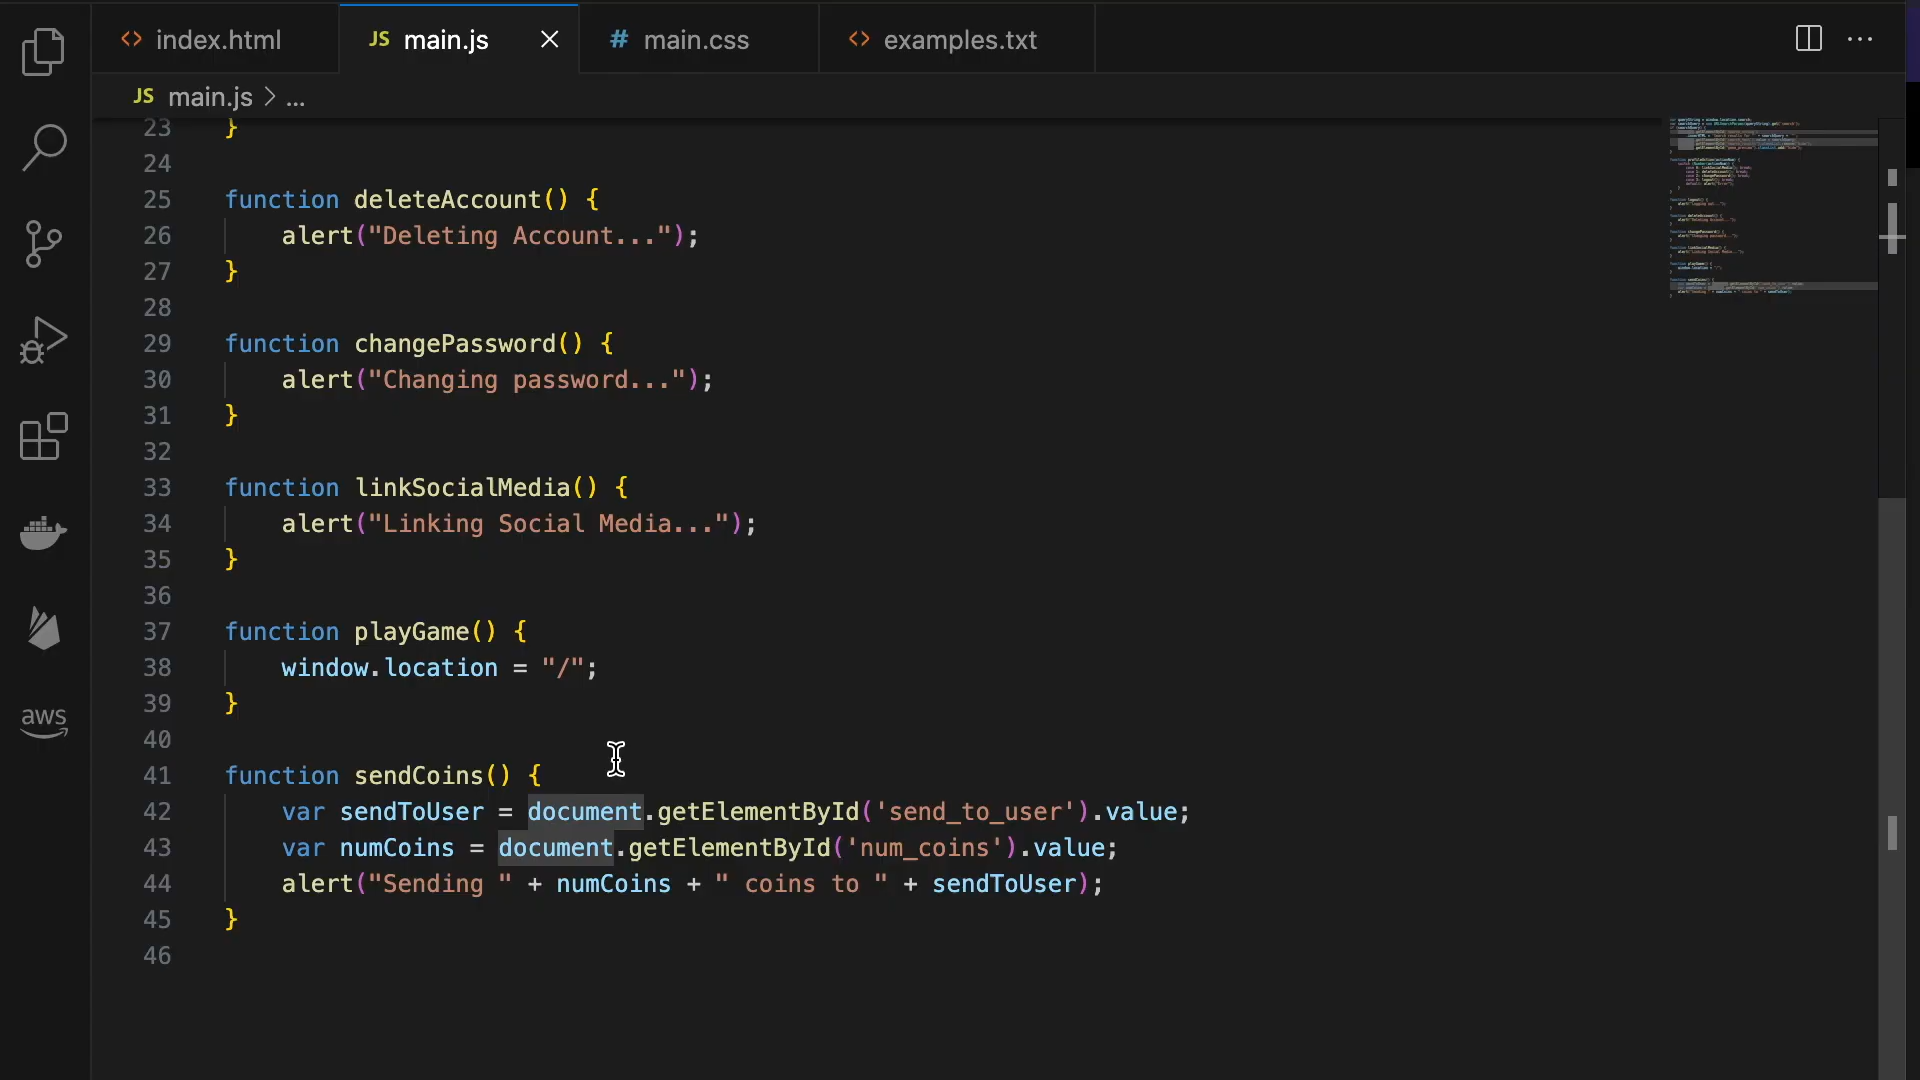 index.html
JS main.js
# main.css
examples.txt
JS main.js > ...
23 }
24
25 function deleteAccount() {
26 alert("Deleting Account...");
27 }
28
29 function changePassword() {
30 alert("Changing password...");
31 }
32
33 function linkSocialMedia() {
34 alert("Linking Social Media...");
35 }
36
37 function playGame() {
38 window.location = "/";
39 }
40
41 function sendCoins() {
42 var sendToUser = document.getElementById('send_to_user').value;
43 var numCoins = document.getElementById('num_coins').value;
44 alert("Sending " + numCoins + " coins to " + sendToUser);
45 }
46
aws